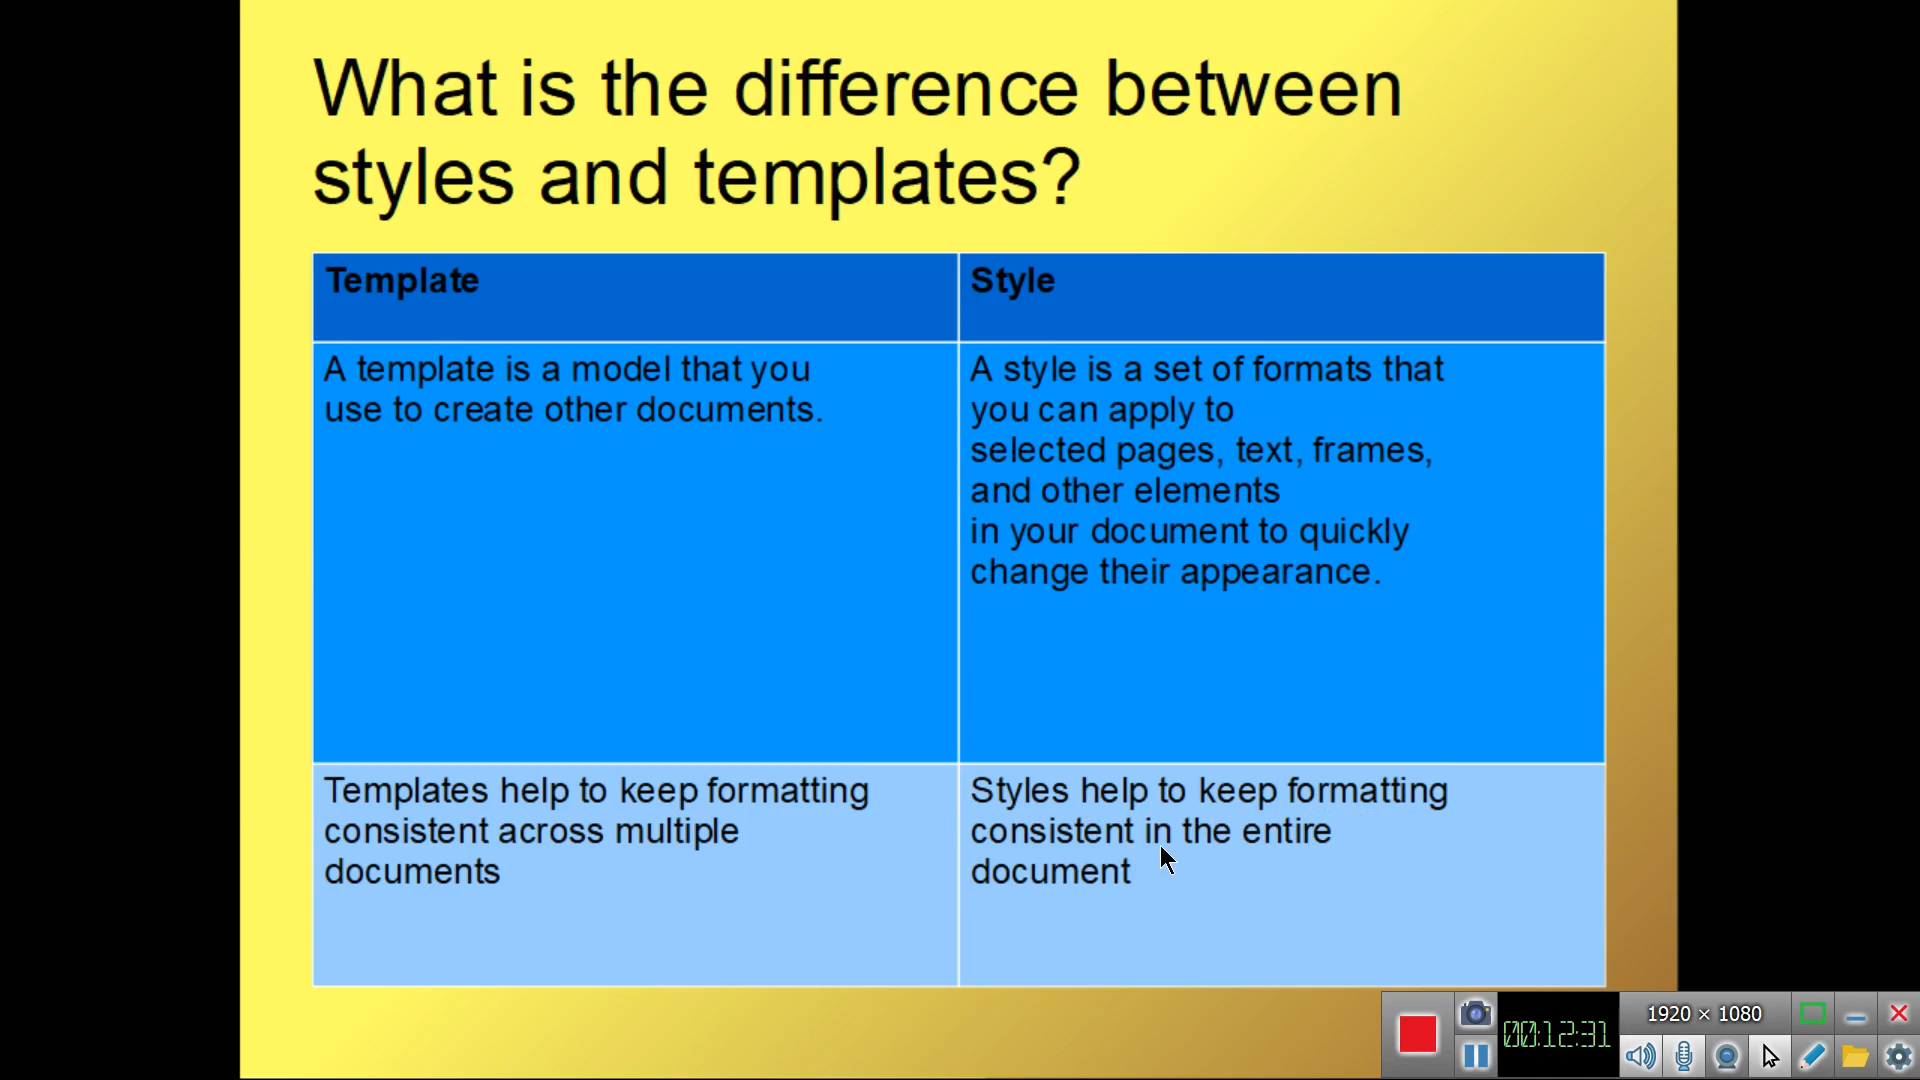 What is the difference between
styles and templates?
Template
Style
A template is a model that you
use to create other documents.
A style is a set of formats that
you can apply to
selected pages, text, frames,
and other elements
in your document to quickly
change their appearance.
Templates help to keep formatting
consistent across multiple
documents
Styles help to keep formatting
consistent in the entire
document
00:12:31
1920 × 1080